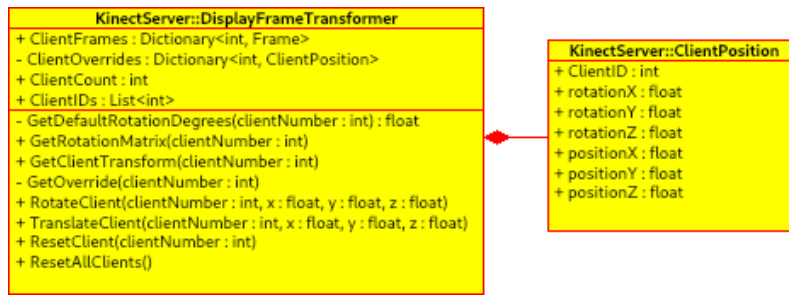 KinectServer::DisplayFrameTransformer
+ ClientFrames : Dictionary<int, Frame>
- ClientOverrides : Dictionary<int, ClientPosition>
+ ClientCount : int
+ ClientIDs : List<int>
- GetDefaultRotationDegrees(clientNumber : int) : float
+ GetRotationMatrix(clientNumber : int)
+ GetClientTransform(clientNumber : int)
- GetOverride(clientNumber : int)
+ RotateClient(clientNumber : int, x : float, y : float, z : float)
+ TranslateClient(clientNumber : int, x : float, y : float, z : float)
+ ResetClient(clientNumber : int)
+ ResetAllClients()
KinectServer::ClientPosition
+ ClientID : int
+ rotationX : float
+ rotationY : float
+ rotationZ : float
+ positionX : float
+ positionY : float
+ positionZ : float